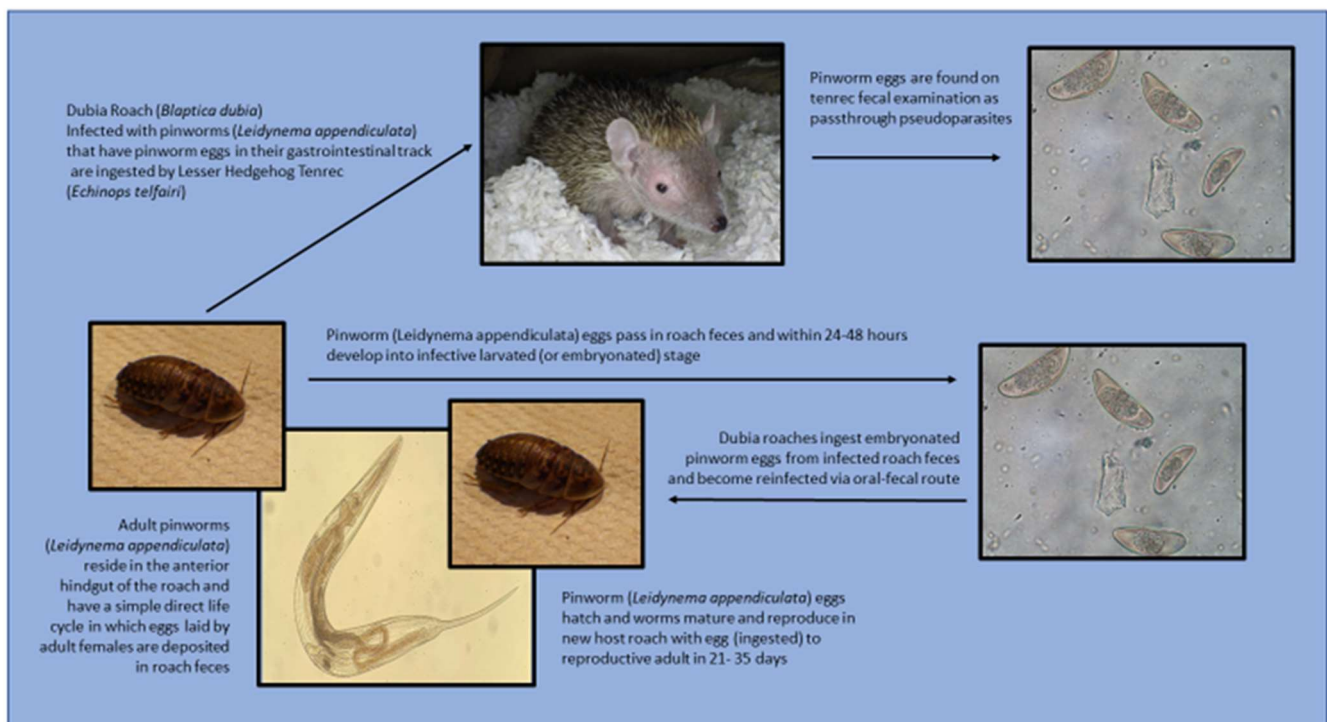 Dubia Roach (Blaptica dubia)
Infected with pinworms (Leidynema appendiculata)
that have pinworm eggs in their gastrointestinal track
are ingested by Lesser Hedgehog Tenrec
(Echinops telfairi)
Pinworm eggs are found on
tenrec fecal examination as
passthrough pseudoparasites
Pinworm (Leidynema appendiculata) eggs pass in roach feces and within 24-48 hours
develop into infective larvated (or embryonated) stage
Dubia roaches ingest embryonated
pinworm eggs from infected roach feces
and become reinfected via oral-fecal route
Adult pinworms
(Leidynema appendiculata)
reside in the anterior
hindgut of the roach and
have a simple direct life
cycle in which eggs laid by
adult females are deposited
in roach feces
Pinworm (Leidynema appendiculata) eggs
hatch and worms mature and reproduce in
new host roach with egg (ingested) to
reproductive adult in 21- 35 days